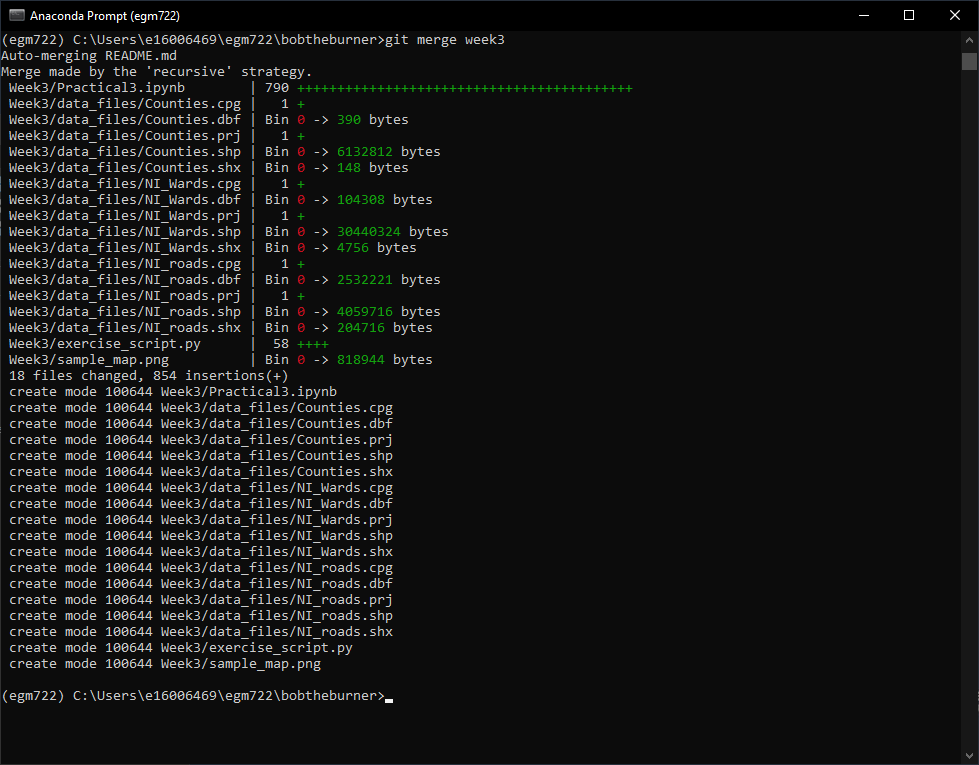 Anaconda Prompt (egm722)
(egm722) C:\Users\e16006469\egm722\bobtheburner>git merge week3
Auto-merging README.md
Merge made by the 'recursive' strategy.
 Week3/Practical3.ipynb        | 790 ++++++++++++++++++++++++++++++++++++++++++
 Week3/data_files/Counties.cpg |   1 +
 Week3/data_files/Counties.dbf | Bin 0 -> 390 bytes
 Week3/data_files/Counties.prj |   1 +
 Week3/data_files/Counties.shp | Bin 0 -> 6132812 bytes
 Week3/data_files/Counties.shx | Bin 0 -> 148 bytes
 Week3/data_files/NI_Wards.cpg |   1 +
 Week3/data_files/NI_Wards.dbf | Bin 0 -> 104308 bytes
 Week3/data_files/NI_Wards.prj |   1 +
 Week3/data_files/NI_Wards.shp | Bin 0 -> 30440324 bytes
 Week3/data_files/NI_Wards.shx | Bin 0 -> 4756 bytes
 Week3/data_files/NI_roads.cpg |   1 +
 Week3/data_files/NI_roads.dbf | Bin 0 -> 2532221 bytes
 Week3/data_files/NI_roads.prj |   1 +
 Week3/data_files/NI_roads.shp | Bin 0 -> 4059716 bytes
 Week3/data_files/NI_roads.shx | Bin 0 -> 204716 bytes
 Week3/exercise_script.py      |  58 ++++
 Week3/sample_map.png          | Bin 0 -> 818944 bytes
 18 files changed, 854 insertions(+)
 create mode 100644 Week3/Practical3.ipynb
 create mode 100644 Week3/data_files/Counties.cpg
 create mode 100644 Week3/data_files/Counties.dbf
 create mode 100644 Week3/data_files/Counties.prj
 create mode 100644 Week3/data_files/Counties.shp
 create mode 100644 Week3/data_files/Counties.shx
 create mode 100644 Week3/data_files/NI_Wards.cpg
 create mode 100644 Week3/data_files/NI_Wards.dbf
 create mode 100644 Week3/data_files/NI_Wards.prj
 create mode 100644 Week3/data_files/NI_Wards.shp
 create mode 100644 Week3/data_files/NI_Wards.shx
 create mode 100644 Week3/data_files/NI_roads.cpg
 create mode 100644 Week3/data_files/NI_roads.dbf
 create mode 100644 Week3/data_files/NI_roads.prj
 create mode 100644 Week3/data_files/NI_roads.shp
 create mode 100644 Week3/data_files/NI_roads.shx
 create mode 100644 Week3/exercise_script.py
 create mode 100644 Week3/sample_map.png
(egm722) C:\Users\e16006469\egm722\bobtheburner>